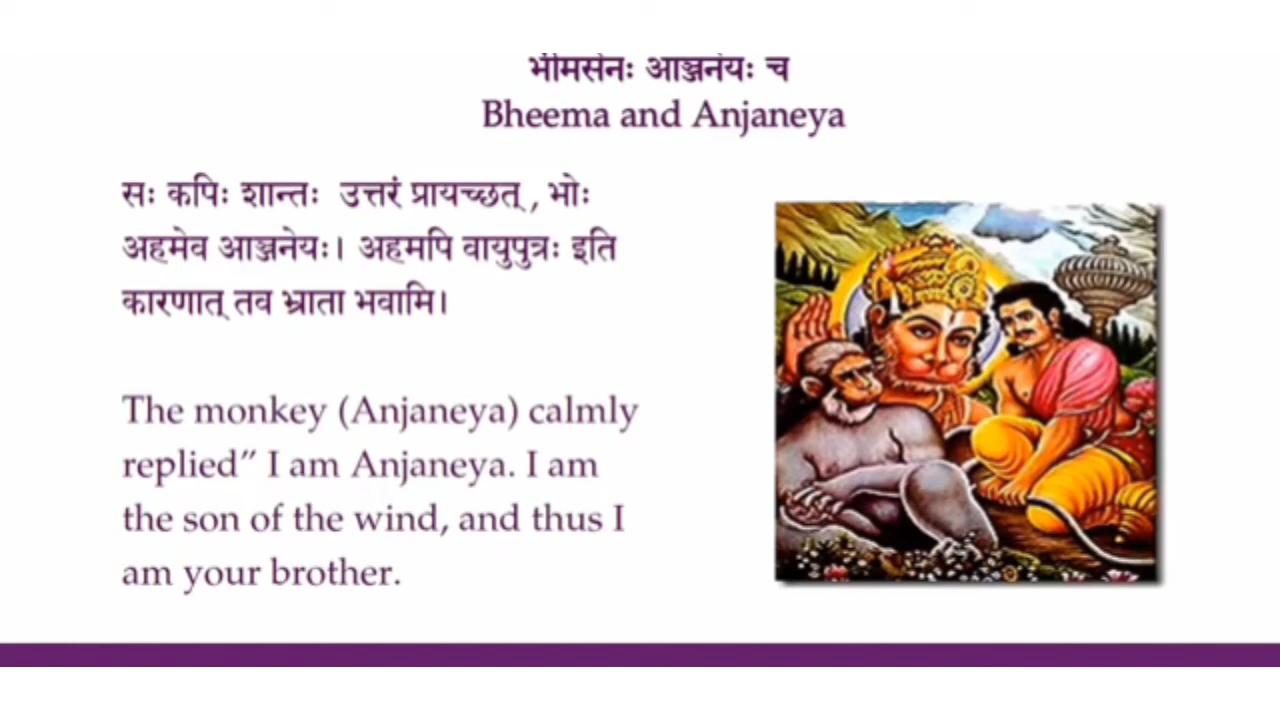 भीमसेनः आञ्जनेयः च
Bheema and Anjaneya
सः कपिः शान्तः उत्तरं प्रायच्छत् , भोः
अहमेव आञ्जनेयः। अहमपि वायुपुत्रः इति
कारणात् तव भ्राता भवामि।
The monkey (Anjaneya) calmly
replied” I am Anjaneya. I am
the son of the wind, and thus I
am your brother.